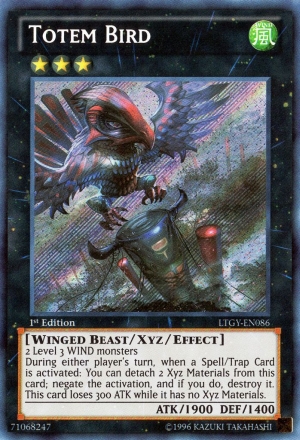 TOTEM BIRD
風
1st Edition
LTGY-EN086
[WINGED BEAST/XYZ/EFFECT]
2 Level 3 WIND monsters
During either player's turn, when a Spell/Trap Card
is activated: You can detach 2 Xyz Materials from this
card; negate the activation, and if you do, destroy it.
This card loses 300 ATK while it has no Xyz Materials.
ATK/1900 DEF/1400
71068247
©1996 KAZUKI TAKAHASHI